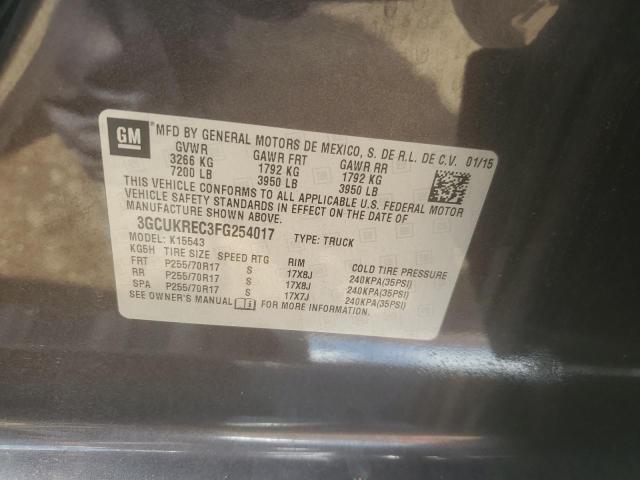 GM
MFD BY GENERAL MOTORS DE MEXICO, S. DE R.L. DE C.V. 01/15
GVWR GAWR FRT GAWR RR
3266 KG 1792 KG 1792 KG
7200 LB 3950 LB 3950 LB
THIS VEHICLE CONFORMS TO ALL APPLICABLE U.S. FEDERAL MOTOR
VEHICLE SAFETY STANDARDS IN EFFECT ON THE DATE OF
MANUFACTURE SHOWN ABOVE.
3GCUKREC3FG254017 TYPE: TRUCK
MODEL: K15543
KG5H TIRE SIZE SPEED RTG RIM COLD TIRE PRESSURE
FRT P255/70R17 S 17X8J 240KPA(35PSI)
RR P255/70R17 S 17X8J 240KPA(35PSI)
SPA P255/70R17 S 17X7J 240KPA(35PSI)
SEE OWNER'S MANUAL FOR MORE INFORMATION.